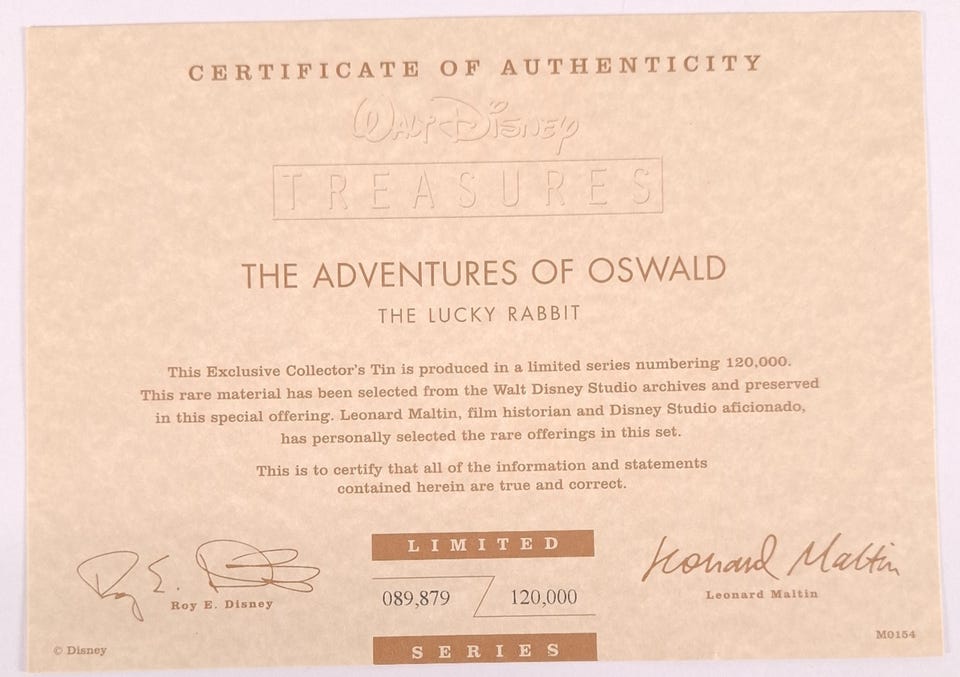 CERTIFICATE OF AUTHENTICITY
Walt Disney
TREASURES
THE ADVENTURES OF OSWALD
THE LUCKY RABBIT
This Exclusive Collector's Tin is produced in a limited series numbering 120,000.
This rare material has been selected from the Walt Disney Studio archives and preserved
in this special offering. Leonard Maltin, film historian and Disney Studio aficionado,
has personally selected the rare offerings in this set.
This is to certify that all of the information and statements
contained herein are true and correct.
Roy E. Disney
Roy E. Disney
LIMITED
089,879 / 120,000
SERIES
Leonard Maltin
Leonard Maltin
© Disney
M0154